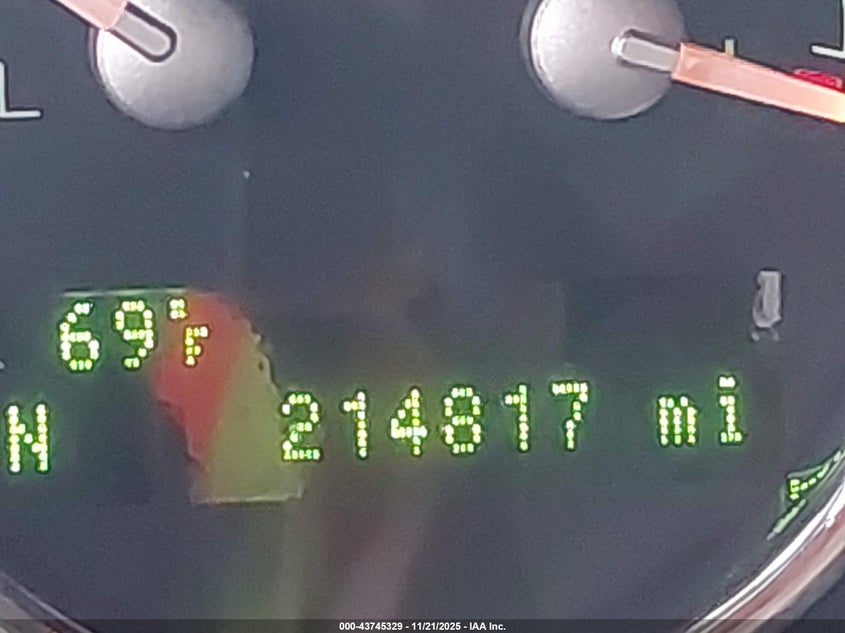 69°F
N 214817 mi
000-43745329 - 11/21/2025 - IAA Inc.